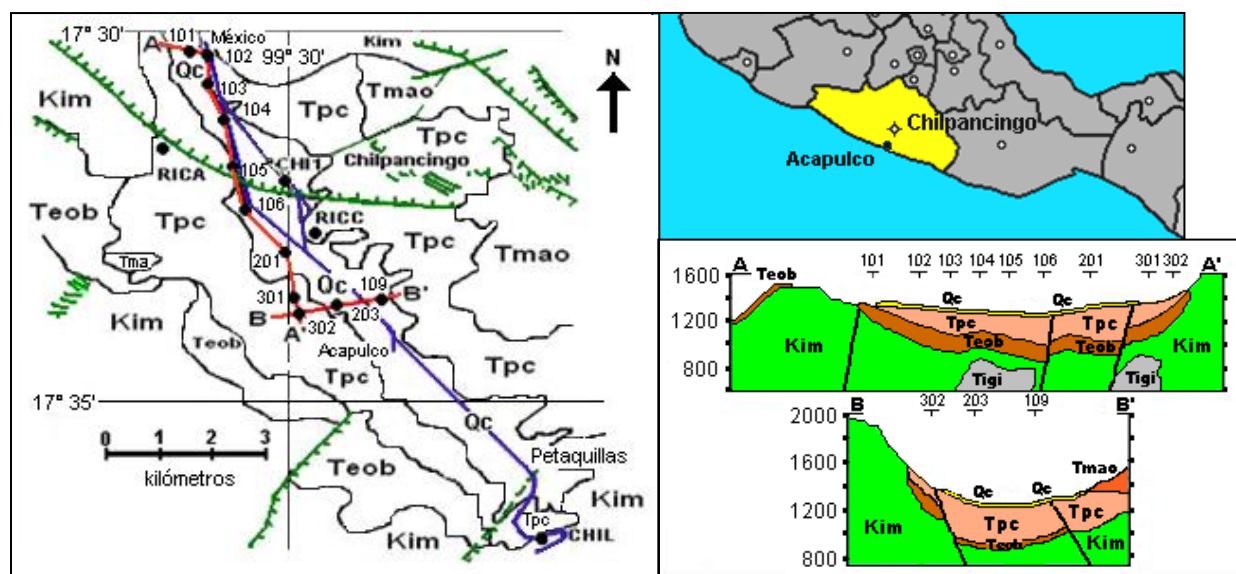 17° 30'
A
101
México
102
99° 30'
Kim
N
Qc
103
Kim
Tpc
Tmao
104
Tpc
CHIT
Chilpancingo
105
RICA
106
Teob
Tpc
RICC
Tpc
Tmao
201
Tma
Qc
109
301
B'
B
A'
302
203
Kim
Teob
Acapulco
Tpc
Tpc
17° 35'
0 1 2 3
kilómetros
Qc
Teob
Petaquillas
Kim
Tpc
Kim
CHIL
Chilpancingo
Acapulco
1600
A
Teob
101
102
103
104
105
106
201
301
302
A'
1200
Qc
Qc
Tpc
Tpc
Teob
Teob
Kim
Kim
800
Tigi
Tigi
2000
B
302
203
109
B'
1600
Tmao
Qc
Qc
1200
Tpc
Tpc
Kim
Teob
Kim
800